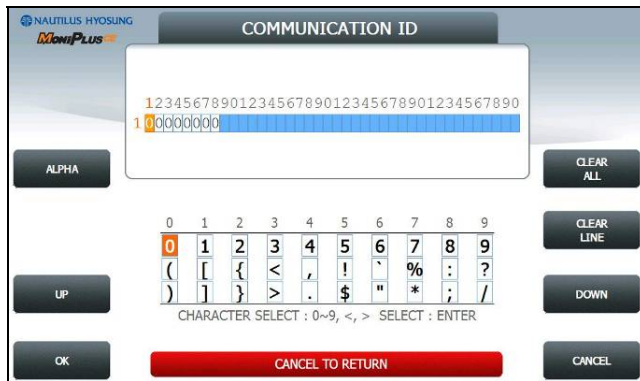 NAUTILUS HYOSUNG
MoniPlus CE
COMMUNICATION ID
1234567890123456789012345678901234567890
1 00000000
ALPHA
CLEAR ALL
0 1 2 3 4 5 6 7 8 9
0 1 2 3 4 5 6 7 8 9
( [ { < , ! ` % : ?
) ] } > . $ " * ; /
CLEAR LINE
UP
DOWN
CHARACTER SELECT : 0~9, <, > SELECT : ENTER
OK
CANCEL TO RETURN
CANCEL